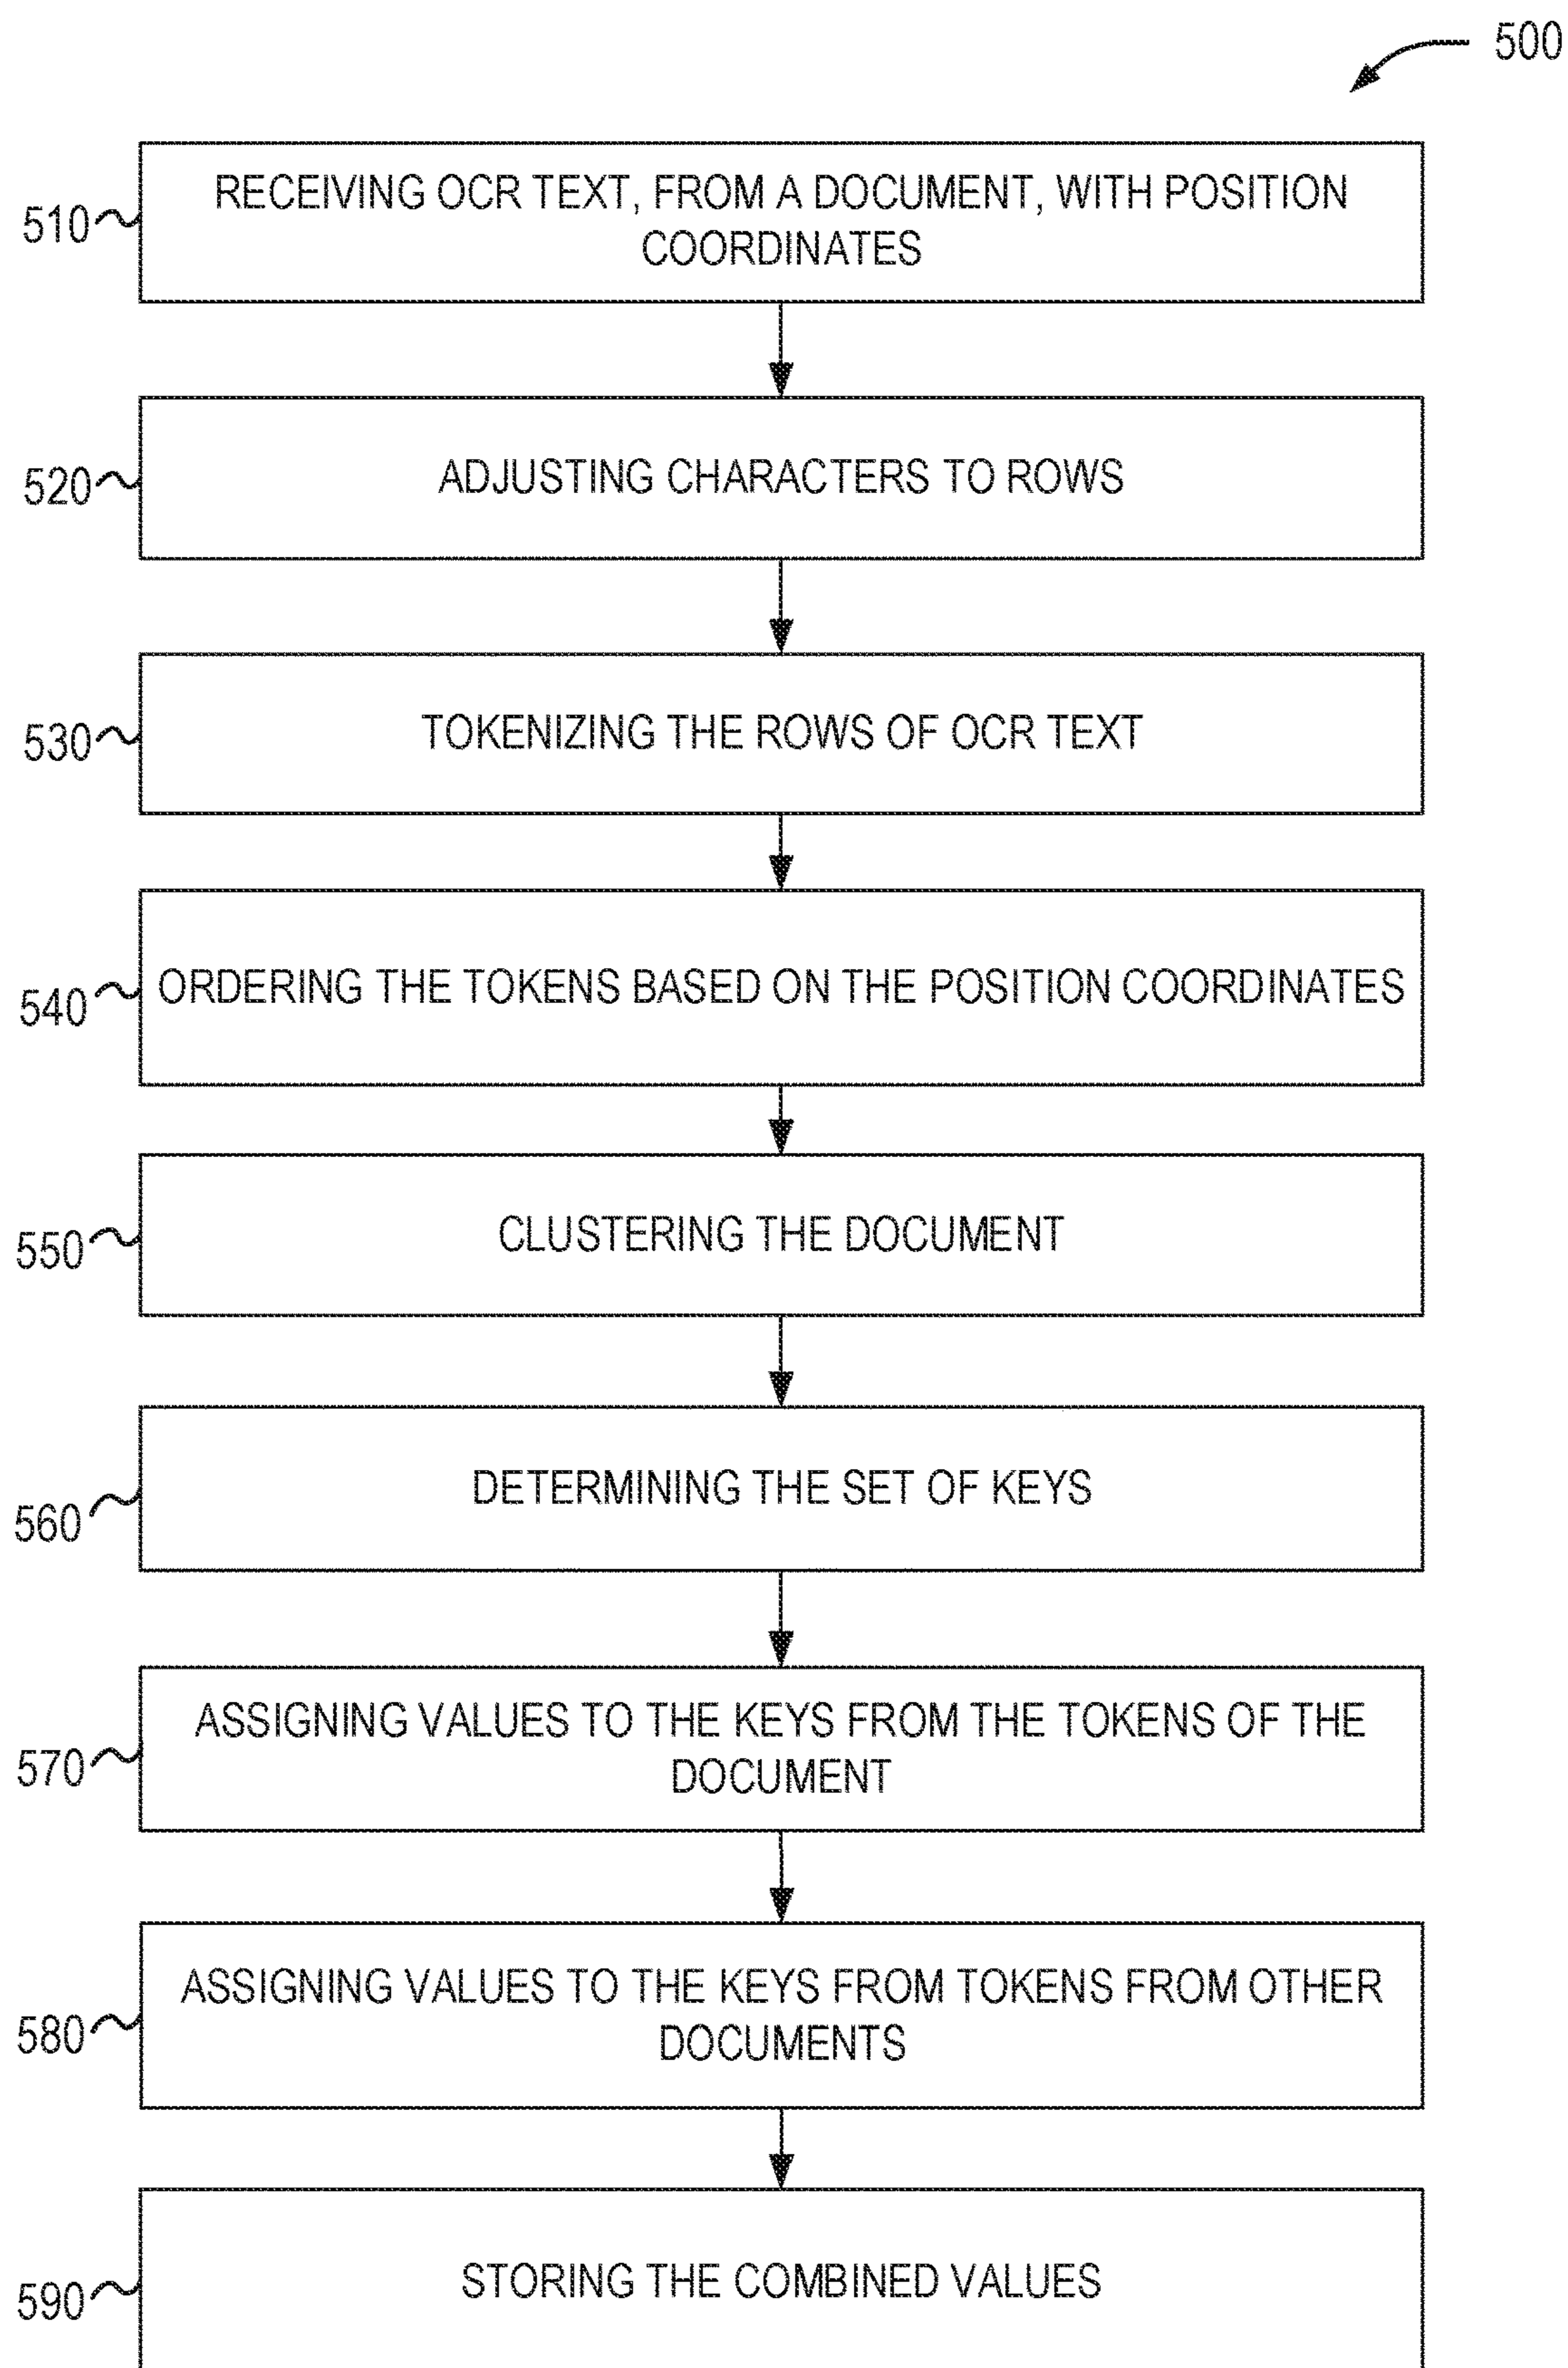 500
510
RECEIVING OCR TEXT, FROM A DOCUMENT, WITH POSITION
COORDINATES
520
ADJUSTING CHARACTERS TO ROWS
530
TOKENIZING THE ROWS OF OCR TEXT
540
ORDERING THE TOKENS BASED ON THE POSITION COORDINATES
550
CLUSTERING THE DOCUMENT
560
DETERMINING THE SET OF KEYS
570
ASSIGNING VALUES TO THE KEYS FROM THE TOKENS OF THE
DOCUMENT
580
ASSIGNING VALUES TO THE KEYS FROM TOKENS FROM OTHER
DOCUMENTS
590
STORING THE COMBINED VALUES